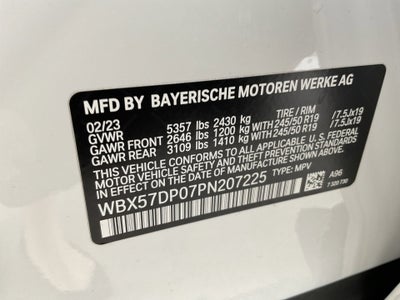 MFD BY BAYERISCHE MOTOREN WERKE AG
02/23 TIRE / RIM
GVWR 5357 lbs 2430 kg
GAWR FRONT 2646 lbs 1200 kg WITH 245/50 R19 / 7.5Jx19
GAWR REAR 3109 lbs 1410 kg WITH 245/50 R19 / 7.5Jx19
THIS VEHICLE CONFORMS TO ALL APPLICABLE U.S. FEDERAL
MOTOR VEHICLE SAFETY AND THEFT PREVENTION STANDARDS
IN EFFECT ON THE DATE OF MANUFACTURE SHOWN ABOVE.
WBX57DP07PN207225 TYPE: MPV A96